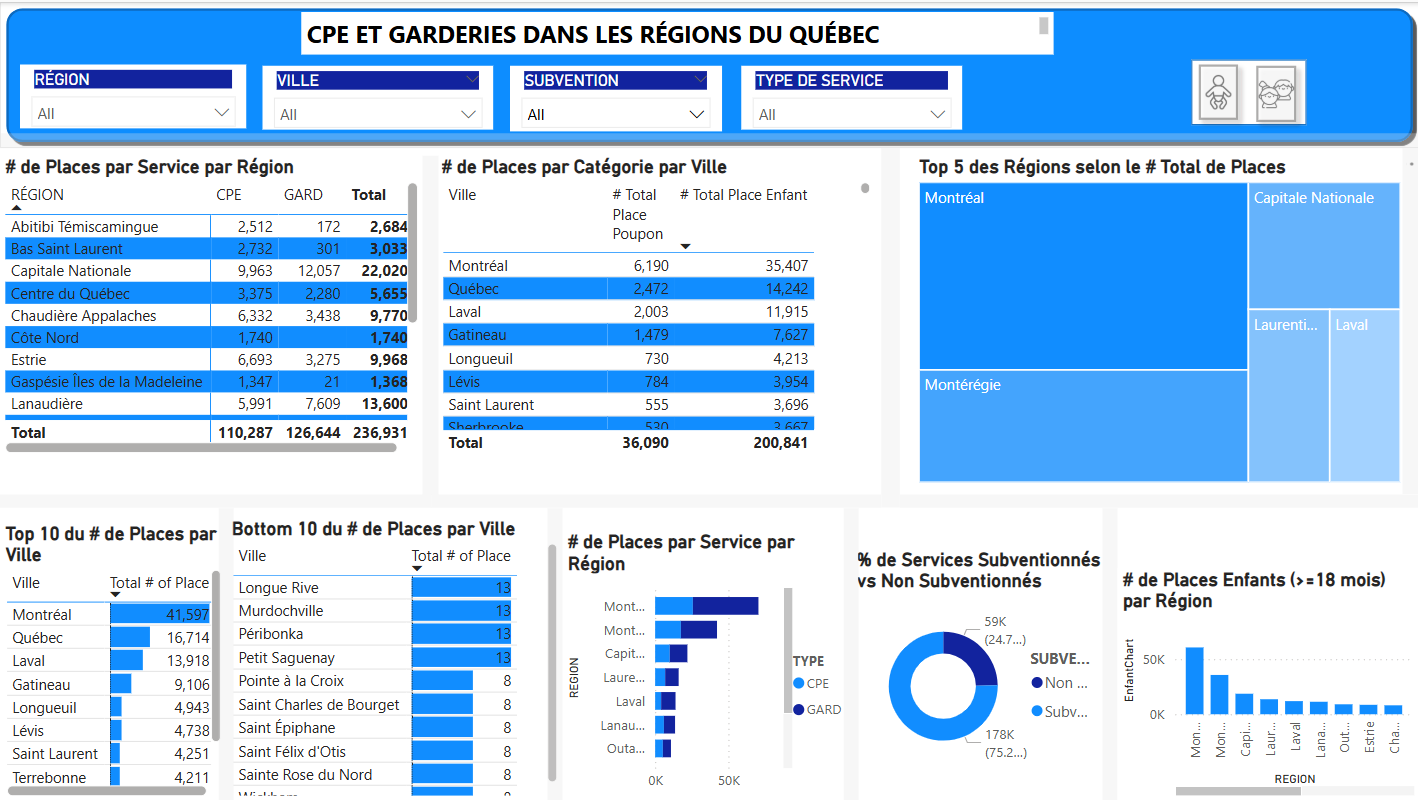 CPE ET GARDERIES DANS LES RÉGIONS DU QUÉBEC
RÉGION
All
VILLE
All
SUBVENTION
All
TYPE DE SERVICE
All
# de Places par Service par Région
RÉGION CPE GARD Total
Abitibi Témiscamingue 2,512 172 2,684
Bas Saint Laurent 2,732 301 3,033
Capitale Nationale 9,963 12,057 22,020
Centre du Québec 3,375 2,280 5,655
Chaudière Appalaches 6,332 3,438 9,770
Côte Nord 1,740 1,740
Estrie 6,693 3,275 9,968
Gaspésie Îles de la Madeleine 1,347 21 1,368
Lanaudière 5,991 7,609 13,600
Total 110,287 126,644 236,931
# de Places par Catégorie par Ville
Ville # Total Place Poupon # Total Place Enfant
Montréal 6,190 35,407
Québec 2,472 14,242
Laval 2,003 11,915
Gatineau 1,479 7,627
Longueuil 730 4,213
Lévis 784 3,954
Saint Laurent 555 3,696
Sherbrooke 530 3,667
Total 36,090 200,841
Top 5 des Régions selon le # Total de Places
Montréal
Capitale Nationale
Laurenti...
Laval
Montérégie
Top 10 du # de Places par
Ville
Ville Total # of Place
Montréal 41,597
Québec 16,714
Laval 13,918
Gatineau 9,106
Longueuil 4,943
Lévis 4,738
Saint Laurent 4,251
Terrebonne 4,211
Bottom 10 du # de Places par Ville
Ville Total # of Place
Longue Rive 13
Murdochville 13
Péribonka 13
Petit Saguenay 13
Pointe à la Croix 8
Saint Charles de Bourget 8
Saint Épiphane 8
Saint Félix d'Otis 8
Sainte Rose du Nord 8
# de Places par Service par
Région
REGION
Mont...
Mont...
Capit...
Laure...
Laval
Lanau...
Outa...
0K 50K
TYPE
CPE
GARD
% de Services Subventionnés
vs Non Subventionnés
59K
(24.7...)
178K
(75.2...)
SUBVE...
Non ...
Subv...
# de Places Enfants (>=18 mois)
par Région
EnfantChart
50K
0K
Mon...
Mon...
Capi...
Laur...
Laval
Lana...
Out...
Estrie
Cha...
REGION